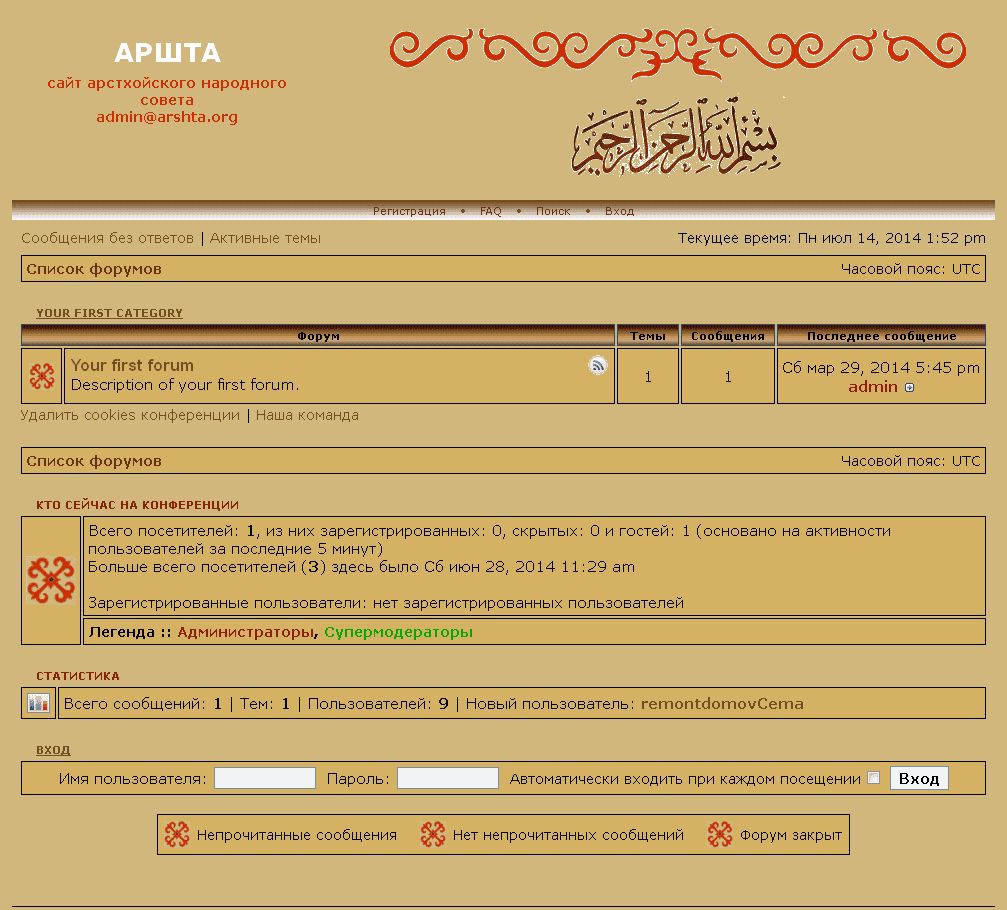 АРШТА
сайт арстхойского народного
совета
admin@arshta.org
بسم الله الرحمن الرحيم
Регистрация • FAQ • Поиск • Вход
Сообщения без ответов | Активные темы Текущее время: Пн июл 14, 2014 1:52 pm
Список форумов Часовой пояс: UTC
YOUR FIRST CATEGORY
Форум Темы Сообщения Последнее сообщение
Your first forum
Description of your first forum.
1 1
Сб мар 29, 2014 5:45 pm
admin
Удалить cookies конференции | Наша команда
Список форумов Часовой пояс: UTC
КТО СЕЙЧАС НА КОНФЕРЕНЦИИ
Всего посетителей: 1, из них зарегистрированных: 0, скрытых: 0 и гостей: 1 (основано на активности
пользователей за последние 5 минут)
Больше всего посетителей (3) здесь было Сб июн 28, 2014 11:29 am
Зарегистрированные пользователи: нет зарегистрированных пользователей
Легенда :: Администраторы, Супермодераторы
СТАТИСТИКА
Всего сообщений: 1 | Тем: 1 | Пользователей: 9 | Новый пользователь: remontdomovCema
ВХОД
Имя пользователя: Пароль: Автоматически входить при каждом посещении Вход
Непрочитанные сообщения Нет непрочитанных сообщений Форум закрыт